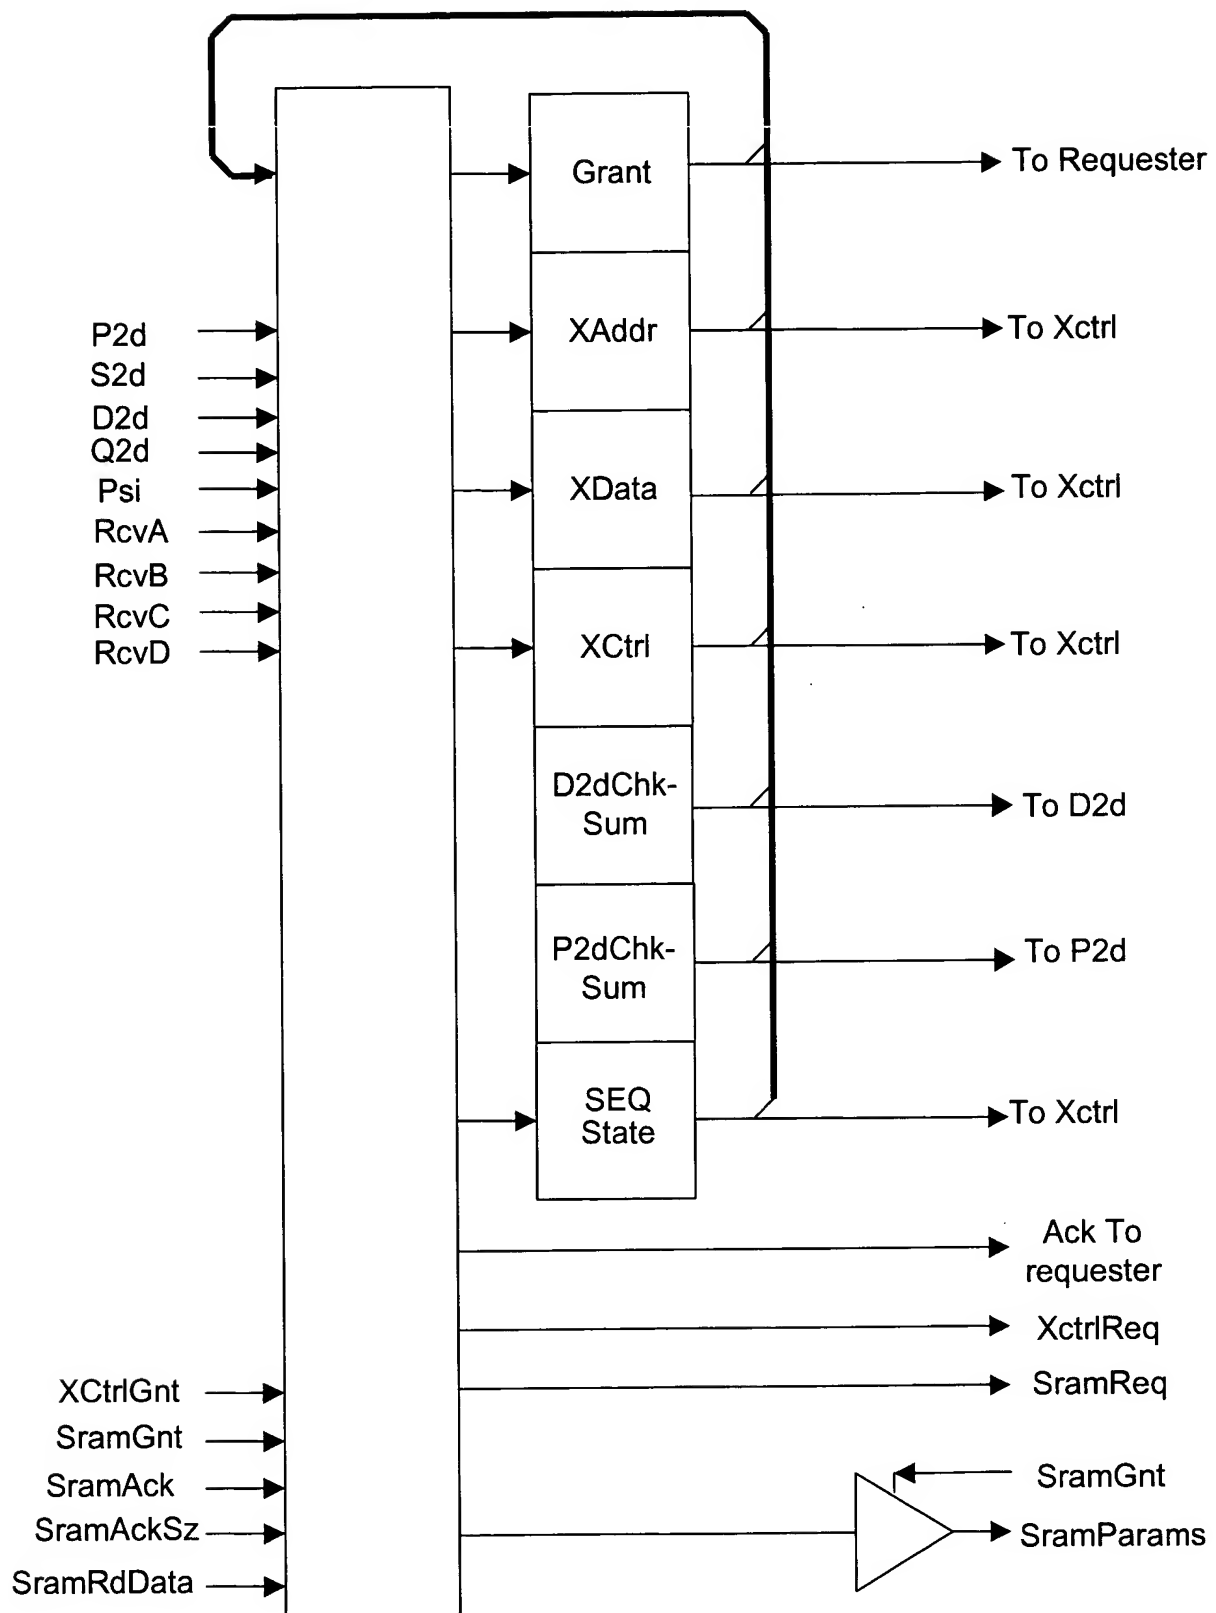 Grant
To Requester
P2d
XAddr
To Xctrl
S2d
D2d
Q2d
Psi
XData
To Xctrl
RcvA
RcvB
RcvC
RcvD
XCtrl
To Xctrl
D2dChk-
Sum
To D2d
P2dChk-
Sum
To P2d
SEQ
State
To Xctrl
Ack To
requester
XctrlReq
XCtrlGnt
SramReq
SramGnt
SramAck
SramGnt
SramAckSz
SramParams
SramRdData